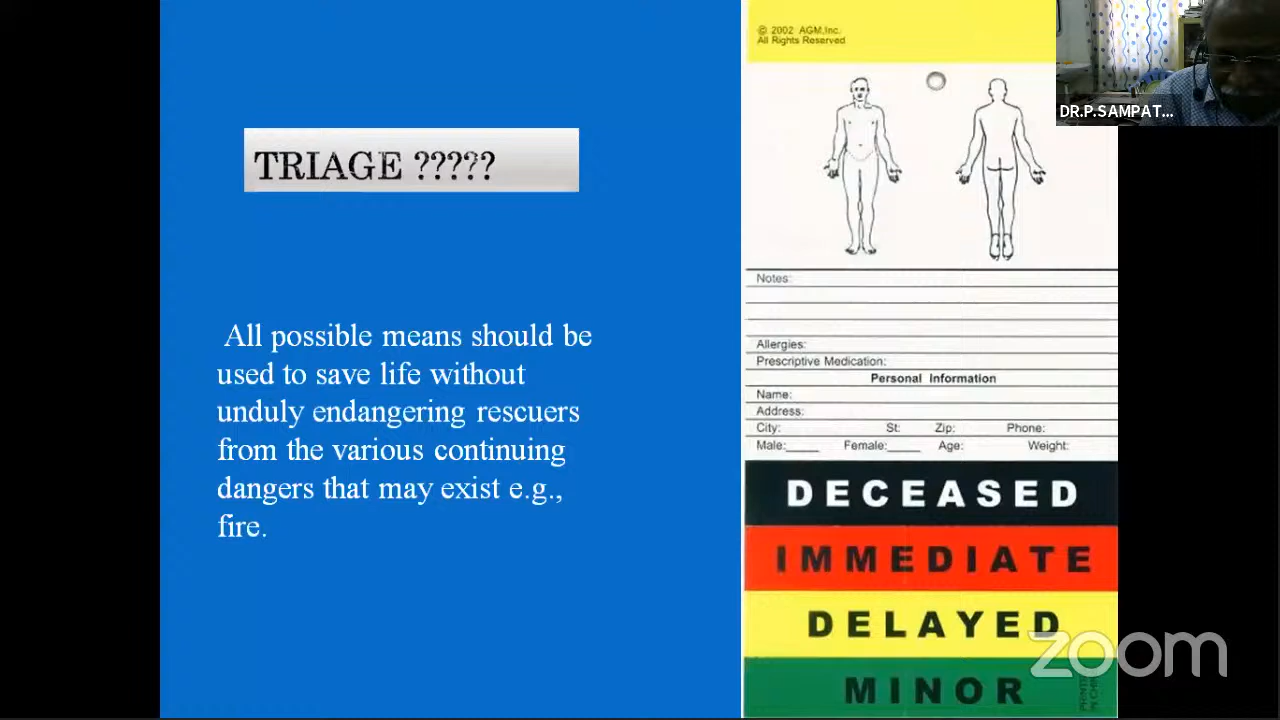 TRIAGE ?????
All possible means should be
used to save life without
unduly endangering rescuers
from the various continuing
dangers that may exist e.g.,
fire.
© 2002 AGM,Inc.
All Rights Reserved
Notes:
Allergies:
Prescriptive Medication:
Personal Information
Name:
Address:
City: St: Zip: Phone:
Male:_____ Female:_____ Age: Weight:
DECEASED
IMMEDIATE
DELAYED
MINOR
DR.P.SAMPAT...
zoom